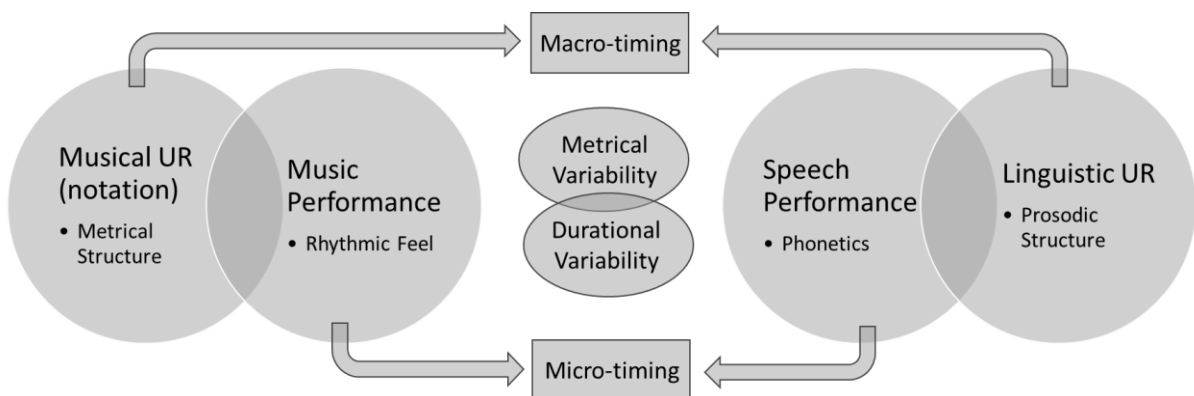 Macro-timing
Musical UR
(notation)
• Metrical
Structure
Music
Performance
• Rhythmic Feel
Metrical
Variability
Durational
Variability
Speech
Performance
• Phonetics
Linguistic UR
• Prosodic
Structure
Micro-timing